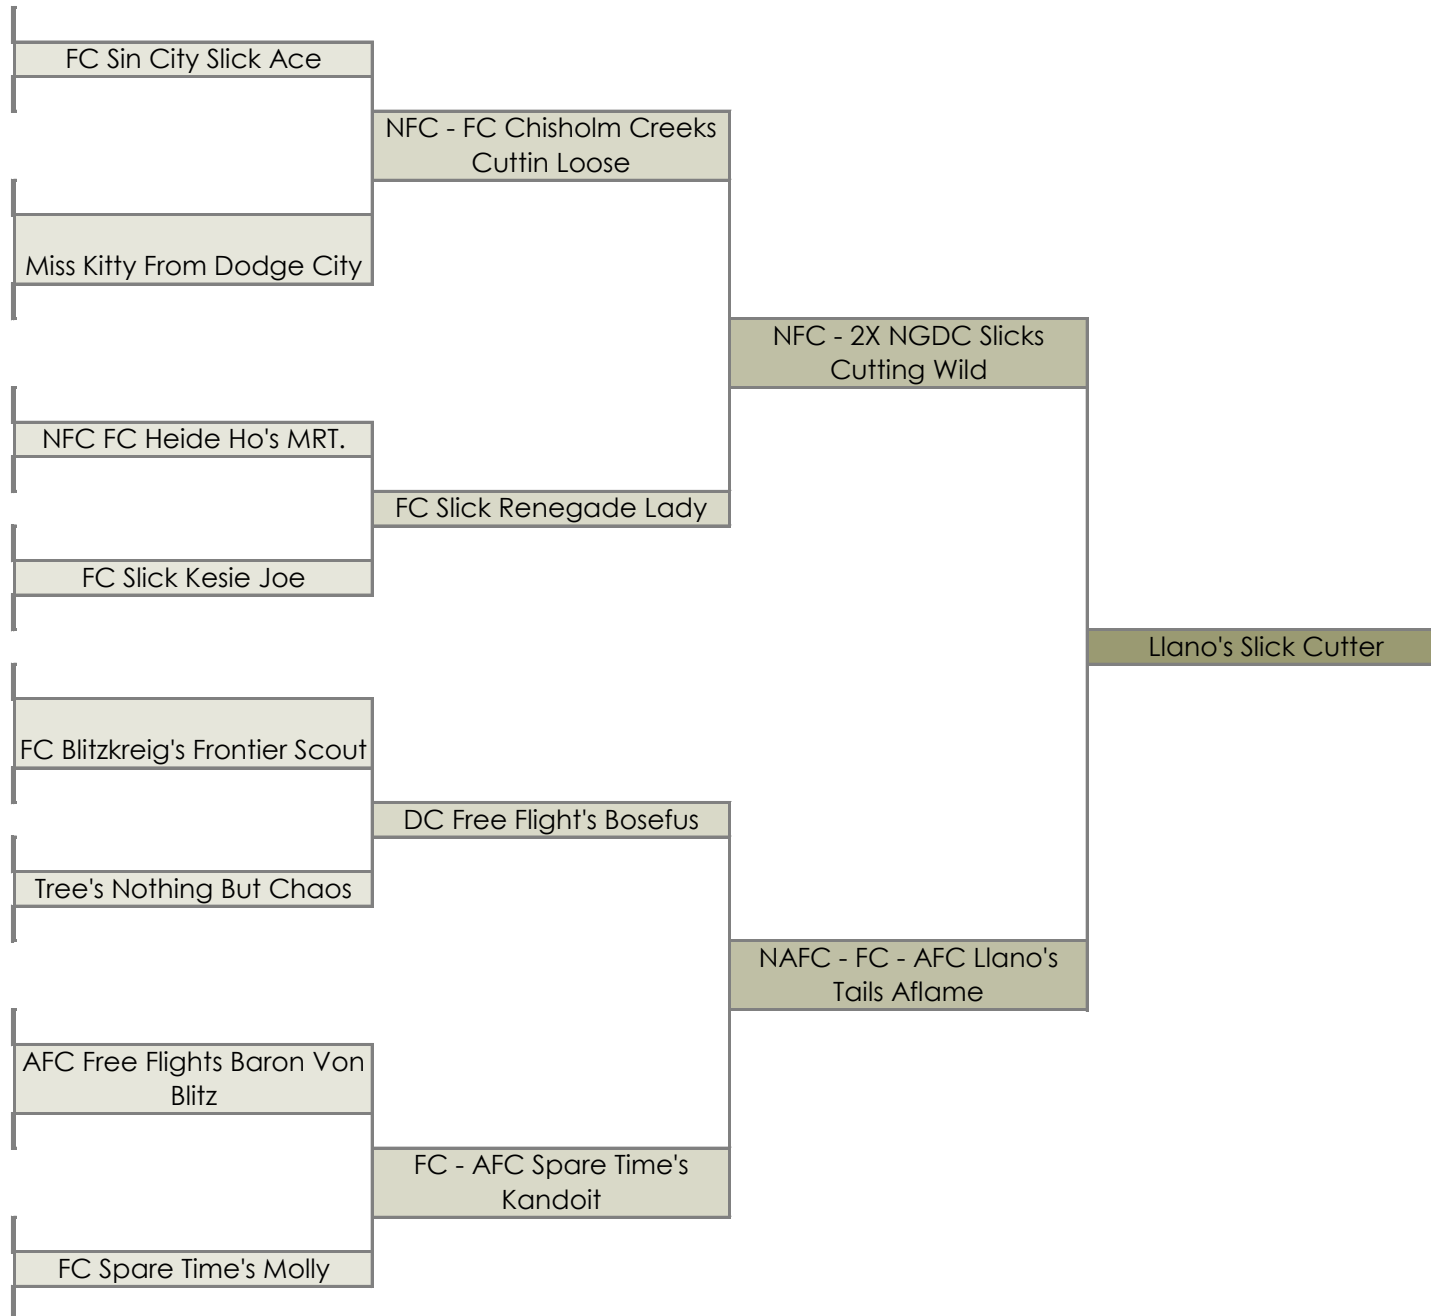 FC Sin City Slick Ace
NFC - FC Chisholm Creeks
Cuttin Loose
Miss Kitty From Dodge City
NFC - 2X NGDC Slicks
Cutting Wild
NFC FC Heide Ho's MRT.
FC Slick Renegade Lady
FC Slick Kesie Joe
Llano's Slick Cutter
FC Blitzkreig's Frontier Scout
DC Free Flight's Bosefus
Tree's Nothing But Chaos
NAFC - FC - AFC Llano's
Tails Aflame
AFC Free Flights Baron Von
Blitz
FC - AFC Spare Time's
Kandoit
FC Spare Time's Molly